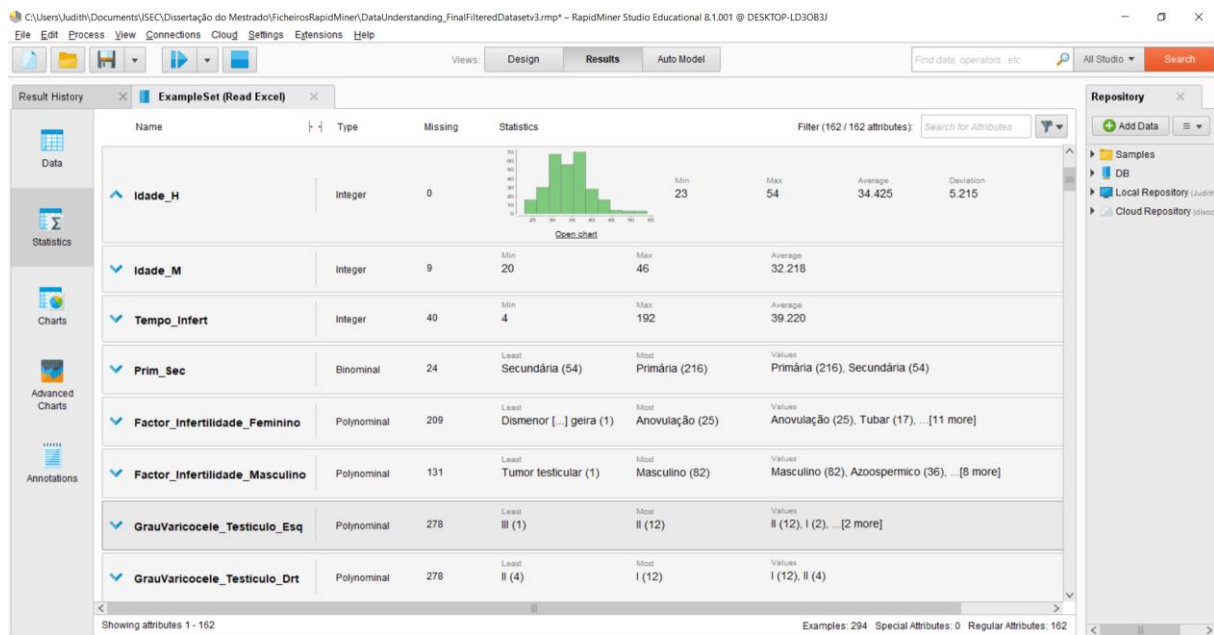 C:\Users\Judith\Documents\ISEC\Dissertação do Mestrado\FicheirosRapidMiner\DataUnderstanding_FinalFilteredDatasetv3.rmp* – RapidMiner Studio Educational 8.1.001 @ DESKTOP-LD3OB3J
File Edit Process View Connections Cloud Settings Extensions Help
Views: Design Results Auto Model Find data, operators...etc All Studio Search
Result History ExampleSet (Read Excel) Repository
Name Type Missing Statistics Filter (162 / 162 attributes): Search for Attributes
Add Data
Samples
DB
Local Repository
Cloud Repository
Data
Statistics
Charts
Advanced Charts
Annotations
Idade_H Integer 0 Min 23 Max 54 Average 34.425 Deviation 5.215
Open chart
Min Max Average
Idade_M Integer 9 20 46 32.218
Min Max Average
Tempo_Infert Integer 40 4 192 39.220
Least Most Values
Prim_Sec Binominal 24 Secundária (54) Primária (216) Primária (216), Secundária (54)
Least Most Values
Factor_Infertilidade_Feminino Polynominal 209 Dismenor [...] geira (1) Anovulação (25) Anovulação (25), Tubar (17), ...[11 more]
Least Most Values
Factor_Infertilidade_Masculino Polynominal 131 Tumor testicular (1) Masculino (82) Masculino (82), Azoospermico (36), ...[8 more]
Least Most Values
GrauVaricocele_Testiculo_Esq Polynominal 278 III (1) II (12) II (12), I (2), ...[2 more]
Least Most Values
GrauVaricocele_Testiculo_Drt Polynominal 278 II (4) I (12) I (12), II (4)
Showing attributes 1 - 162 Examples: 294 Special Attributes: 0 Regular Attributes: 162